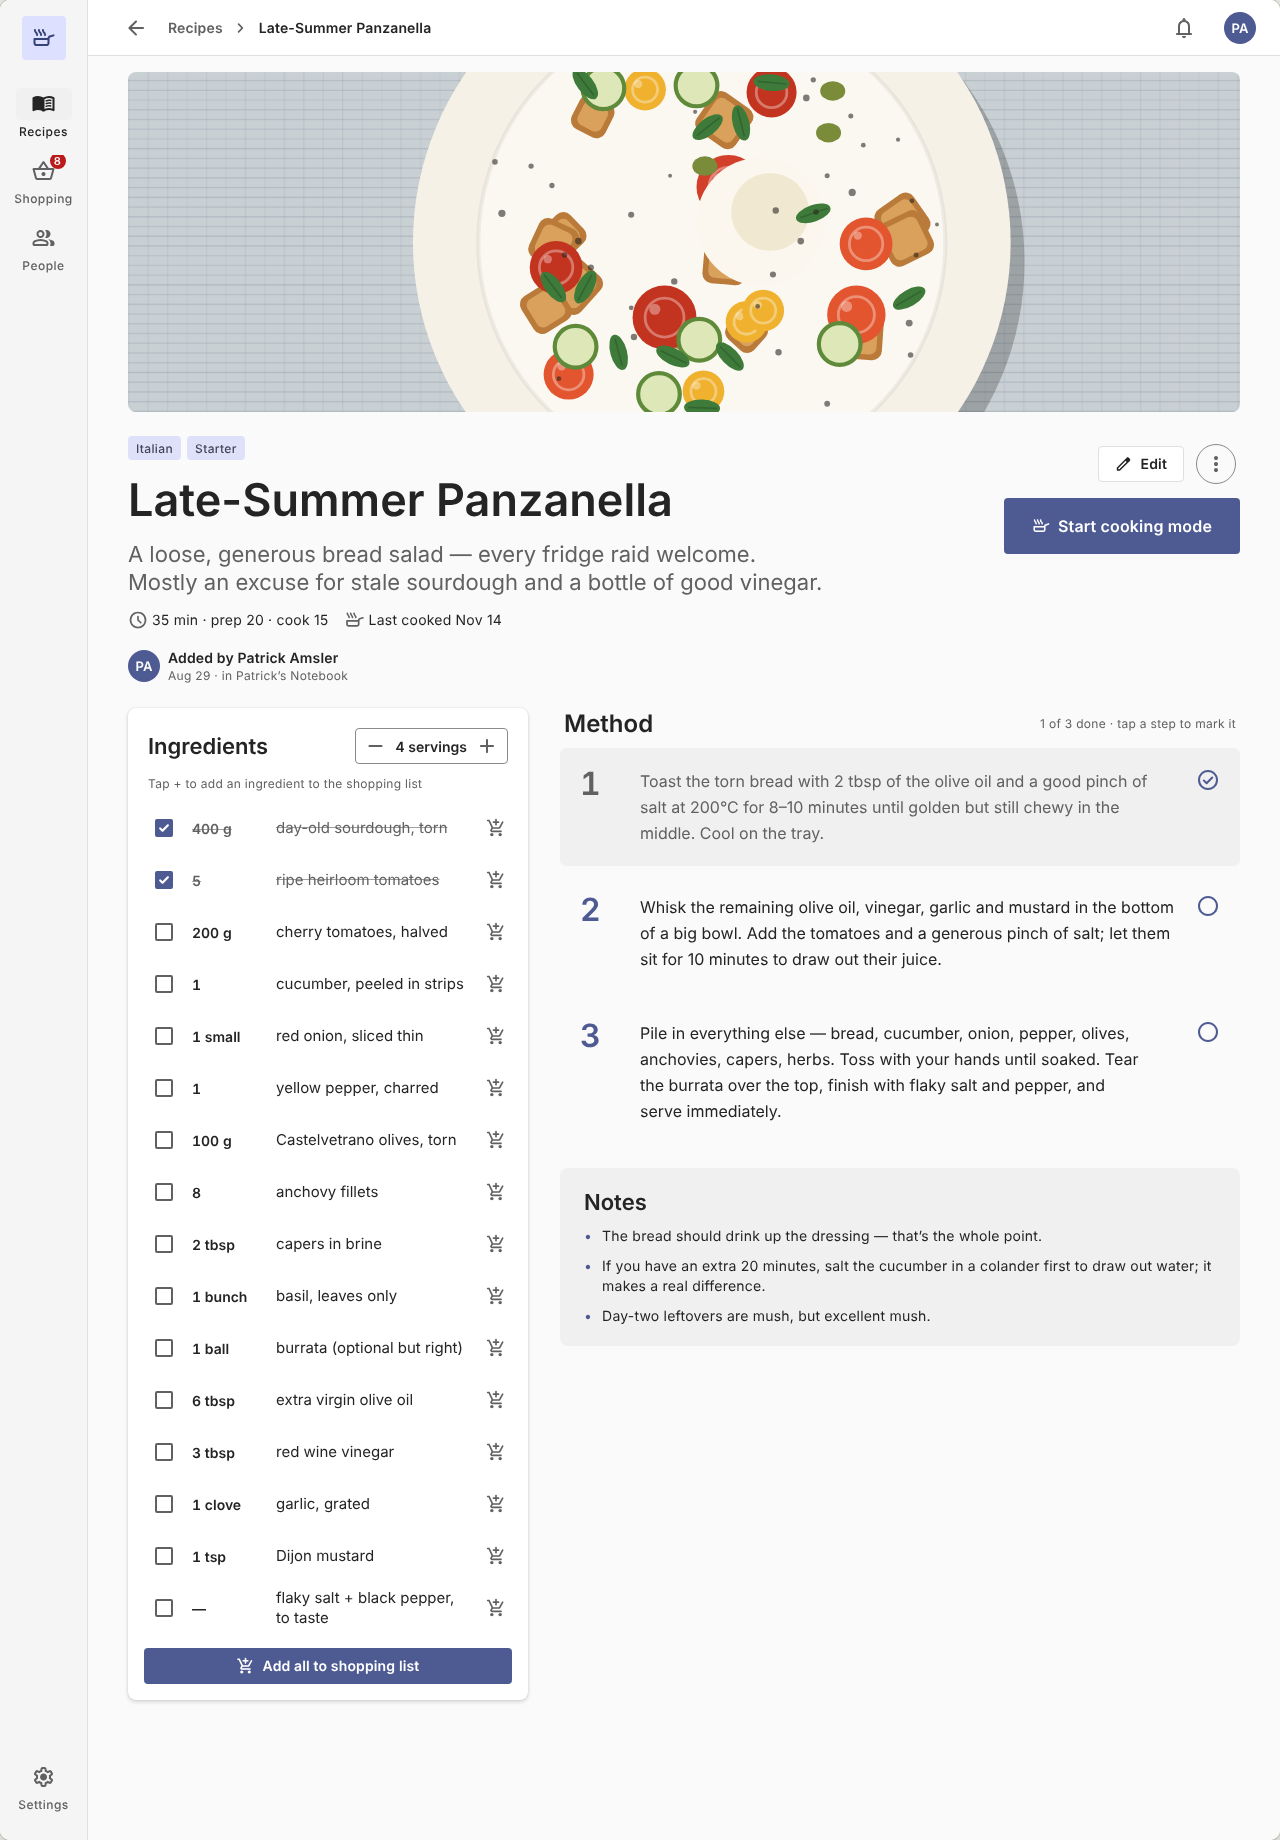 Recipes
Late-Summer Panzanella
PA
Recipes
8
Shopping
People
Settings
Italian
Starter
Edit
Late-Summer Panzanella
Start cooking mode
A loose, generous bread salad — every fridge raid welcome.
Mostly an excuse for stale sourdough and a bottle of good vinegar.
35 min · prep 20 · cook 15
Last cooked Nov 14
PA
Added by Patrick Amsler
Aug 29 · in Patrick’s Notebook
Ingredients
4 servings
Tap + to add an ingredient to the shopping list
400 g day-old sourdough, torn
5 ripe heirloom tomatoes
200 g cherry tomatoes, halved
1 cucumber, peeled in strips
1 small red onion, sliced thin
1 yellow pepper, charred
100 g Castelvetrano olives, torn
8 anchovy fillets
2 tbsp capers in brine
1 bunch basil, leaves only
1 ball burrata (optional but right)
6 tbsp extra virgin olive oil
3 tbsp red wine vinegar
1 clove garlic, grated
1 tsp Dijon mustard
— flaky salt + black pepper,
to taste
Add all to shopping list
Method
1 of 3 done · tap a step to mark it
1 Toast the torn bread with 2 tbsp of the olive oil and a good pinch of
salt at 200°C for 8–10 minutes until golden but still chewy in the
middle. Cool on the tray.
2 Whisk the remaining olive oil, vinegar, garlic and mustard in the bottom
of a big bowl. Add the tomatoes and a generous pinch of salt; let them
sit for 10 minutes to draw out their juice.
3 Pile in everything else — bread, cucumber, onion, pepper, olives,
anchovies, capers, herbs. Toss with your hands until soaked. Tear
the burrata over the top, finish with flaky salt and pepper, and
serve immediately.
Notes
• The bread should drink up the dressing — that’s the whole point.
• If you have an extra 20 minutes, salt the cucumber in a colander first to draw out water; it
makes a real difference.
• Day-two leftovers are mush, but excellent mush.